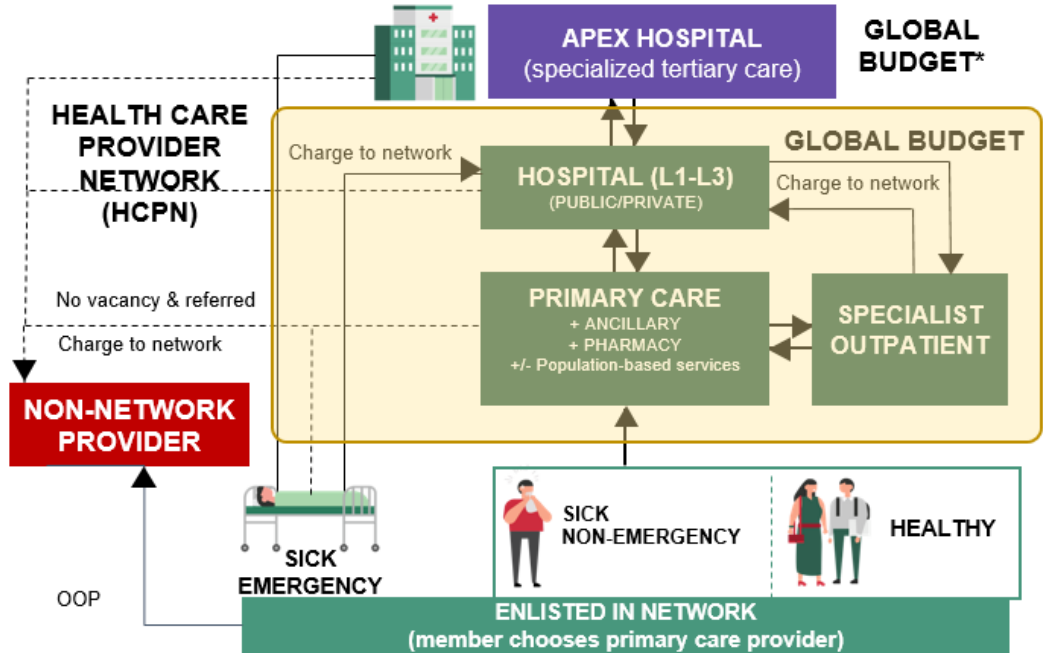 APEX HOSPITAL
(specialized tertiary care)
GLOBAL
BUDGET*
HEALTH CARE
PROVIDER
NETWORK
(HCPN)
Charge to network
HOSPITAL (L1-L3)
(PUBLIC/PRIVATE)
GLOBAL BUDGET
Charge to network
No vacancy & referred
Charge to network
PRIMARY CARE
+ ANCILLARY
+ PHARMACY
+/- Population-based services
SPECIALIST
OUTPATIENT
NON-NETWORK
PROVIDER
SICK
EMERGENCY
SICK
NON-EMERGENCY
HEALTHY
OOP
ENLISTED IN NETWORK
(member chooses primary care provider)